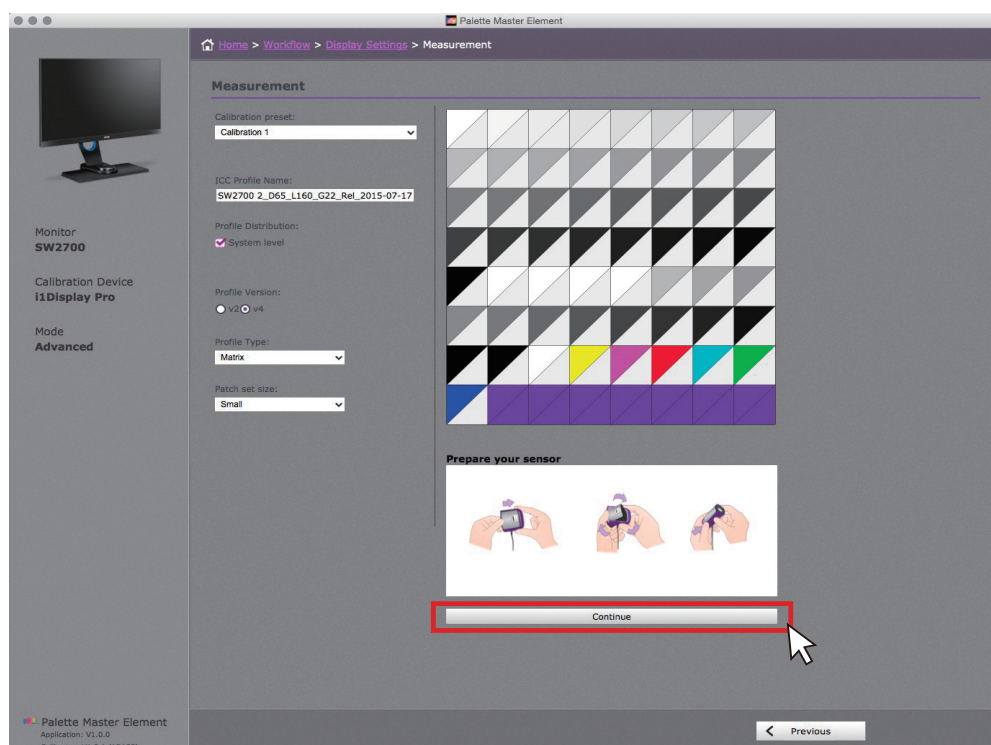 Palette Master Element
Home > Workflow > Display Settings > Measurement
Measurement
Calibration preset:
Calibration 1
ICC Profile Name:
SW2700 2_D65_L160_G22_Rel_2015-07-17
Profile Distribution:
System level
Profile Version:
v2 v4
Profile Type:
Matrix
Patch set size:
Small
Monitor
SW2700
Calibration Device
i1Display Pro
Mode
Advanced
Prepare your sensor
Continue
Previous
Palette Master Element
Application: V1.0.0